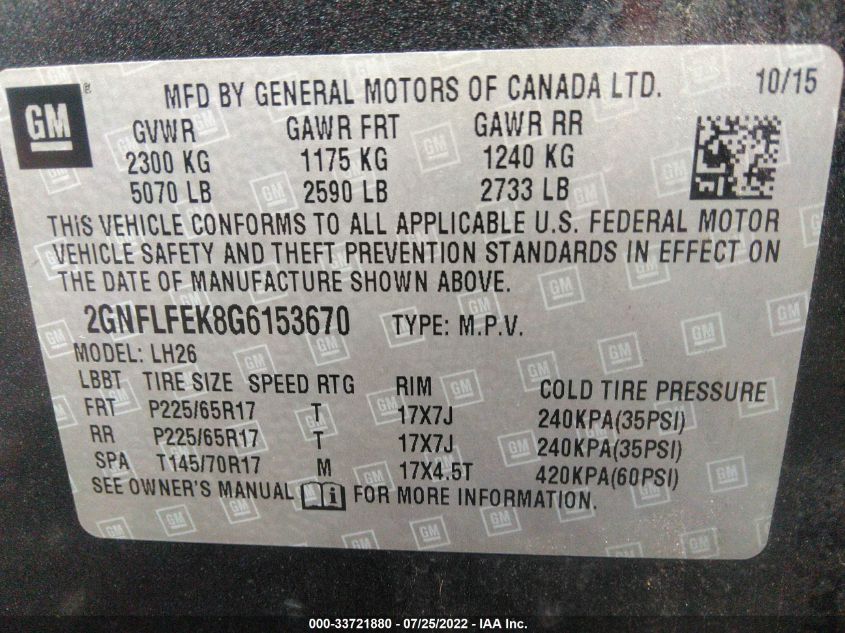 GM ®
MFD BY GENERAL MOTORS OF CANADA LTD. 10/15
GVWR GAWR FRT GAWR RR
2300 KG 1175 KG 1240 KG
5070 LB 2590 LB 2733 LB
THIS VEHICLE CONFORMS TO ALL APPLICABLE U.S. FEDERAL MOTOR
VEHICLE SAFETY AND THEFT PREVENTION STANDARDS IN EFFECT ON
THE DATE OF MANUFACTURE SHOWN ABOVE.
2GNFLFEK8G6153670 TYPE: M.P.V.
MODEL: LH26
LBBT TIRE SIZE SPEED RTG RIM COLD TIRE PRESSURE
FRT P225/65R17 T 17X7J 240KPA(35PSI)
RR P225/65R17 T 17X7J 240KPA(35PSI)
SPA T145/70R17 M 17X4.5T 420KPA(60PSI)
SEE OWNER'S MANUAL i FOR MORE INFORMATION.
000-33721880 - 07/25/2022 - IAA Inc.